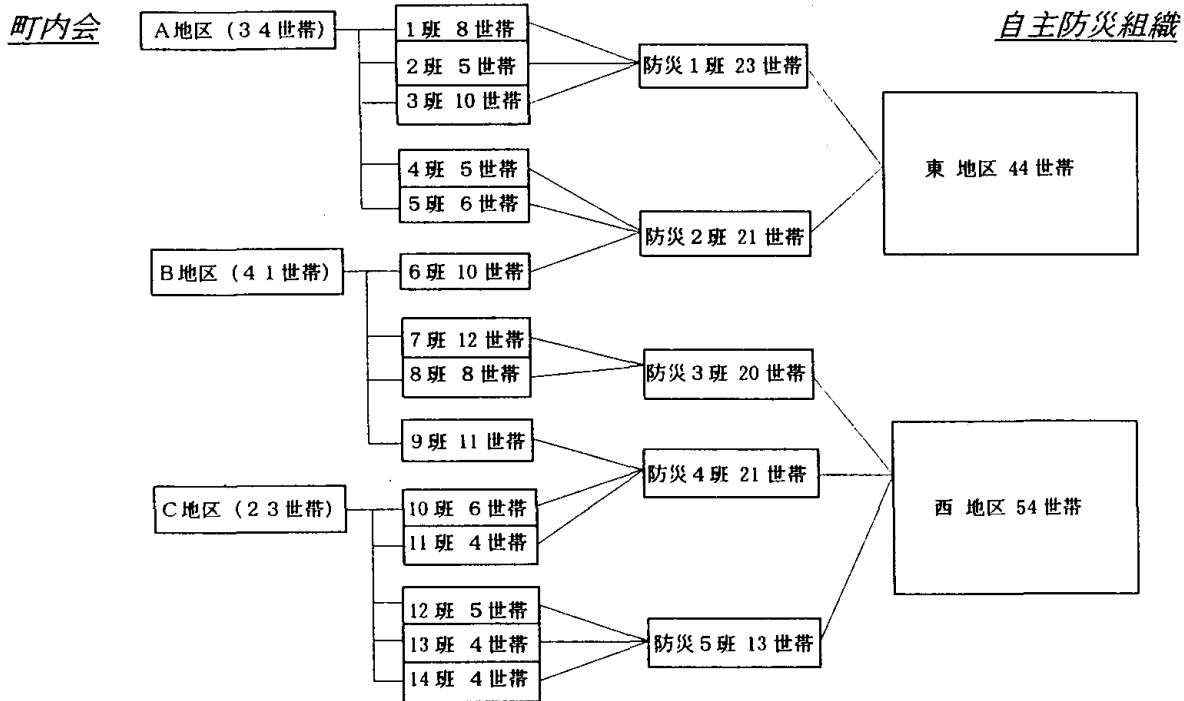 町内会
自主防災組織
A地区(34世帯)
1班 8世帯
2班 5世帯
3班 10世帯
4班 5世帯
5班 6世帯
B地区(41世帯)
6班 10世帯
7班 12世帯
8班 8世帯
9班 11世帯
C地区(23世帯)
10班 6世帯
11班 4世帯
12班 5世帯
13班 4世帯
14班 4世帯
防災1班 23世帯
防災2班 21世帯
防災3班 20世帯
防災4班 21世帯
防災5班 13世帯
東 地区 44世帯
西 地区 54世帯